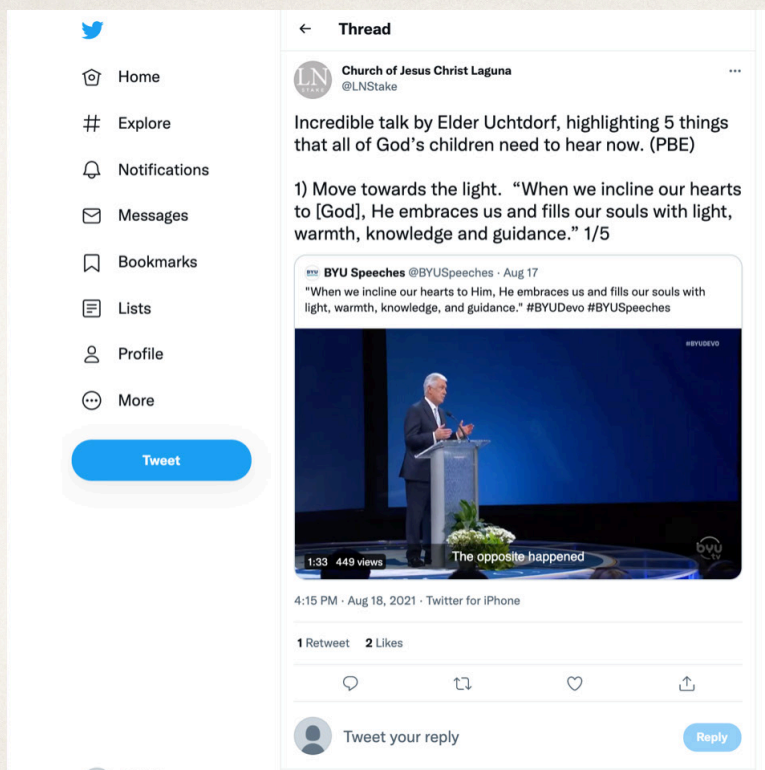 Home
Explore
Notifications
Messages
Bookmarks
Lists
Profile
More
Tweet
Thread
LN
STAKE
Church of Jesus Christ Laguna
@LNStake
Incredible talk by Elder Uchtdorf, highlighting 5 things
that all of God’s children need to hear now. (PBE)
1) Move towards the light.  “When we incline our hearts
to [God], He embraces us and fills our souls with light,
warmth, knowledge and guidance.” 1/5
BYU BYU Speeches @BYUSpeeches · Aug 17
"When we incline our hearts to Him, He embraces us and fills our souls with
light, warmth, knowledge, and guidance." #BYUDevo #BYUSpeeches
#BYUDEVO
byu
tv
The opposite happened
1:33 449 views
4:15 PM · Aug 18, 2021 · Twitter for iPhone
1 Retweet 2 Likes
Tweet your reply
Reply